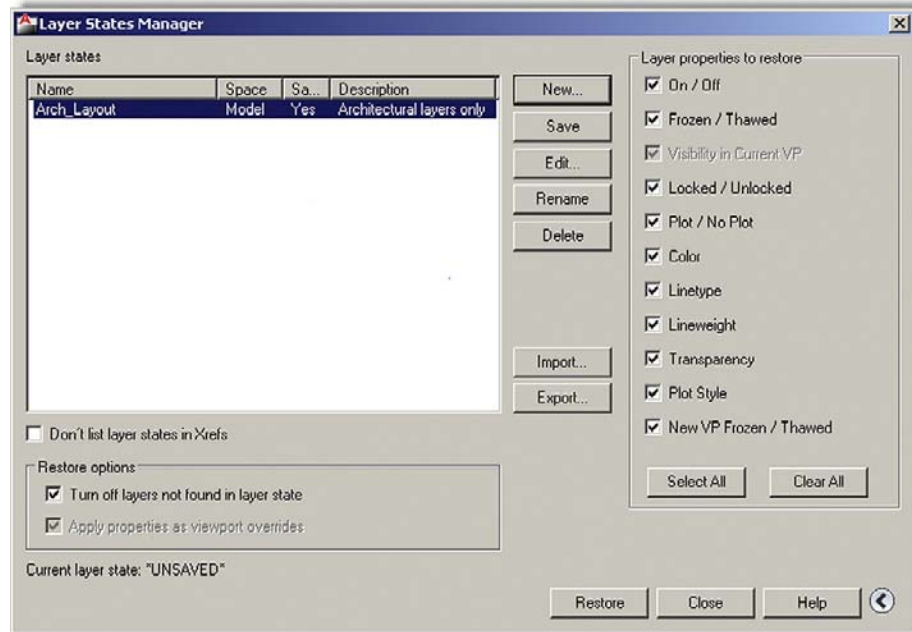 Layer States Manager
Layer states
Name Space Sa... Description
Arch_Layout Model Yes Architectural layers only
New...
Save
Edit...
Rename
Delete
Import...
Export...
Don't list layer states in Xrefs
Restore options
Turn off layers not found in layer state
Apply properties as viewport overrides
Current layer state: "UNSAVED"
Layer properties to restore
On / Off
Frozen / Thawed
Visibility in Current VP
Locked / Unlocked
Plot / No Plot
Color
Linetype
Lineweight
Transparency
Plot Style
New VP Frozen / Thawed
Select All Clear All
Restore Close Help